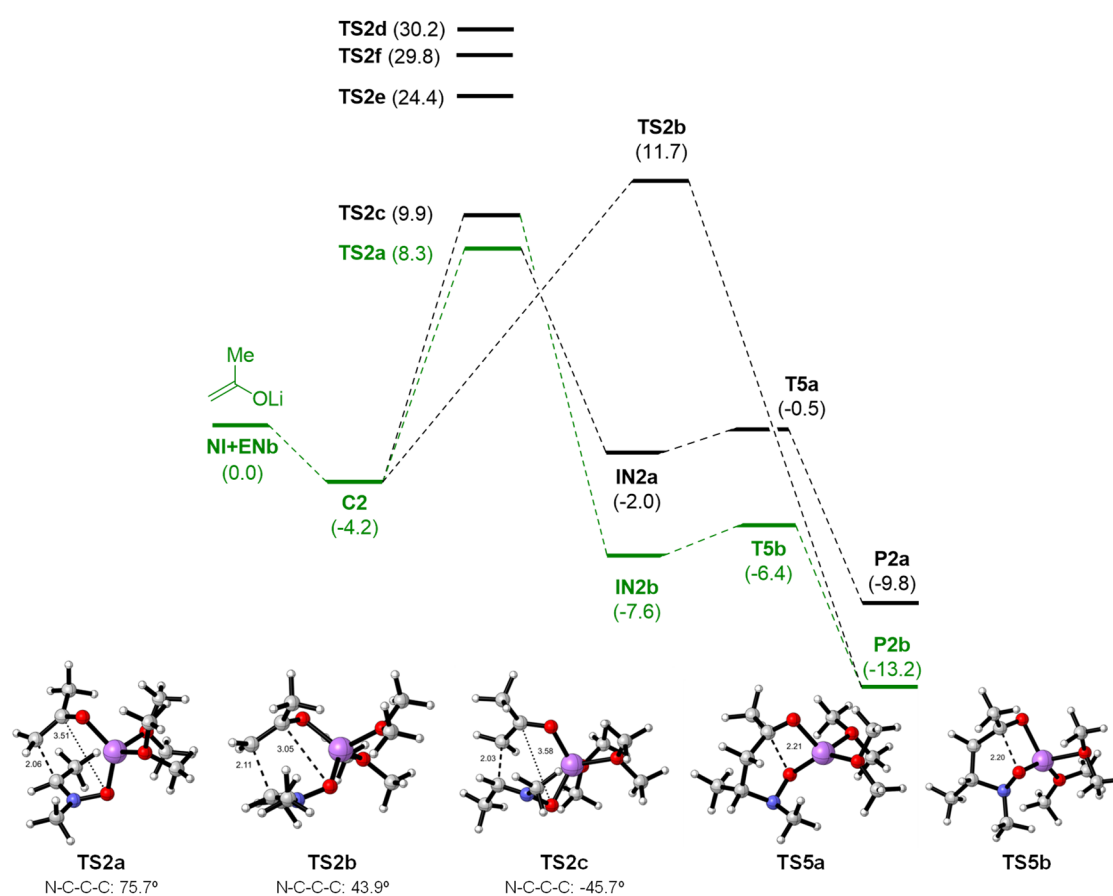 TS2d (30.2)
TS2f (29.8)
TS2e (24.4)
TS2b
(11.7)
TS2c (9.9)
TS2a (8.3)
Me
OLi
NI+ENb
(0.0)
C2
(-4.2)
T5a
(-0.5)
IN2a
(-2.0)
T5b
(-6.4)
IN2b
(-7.6)
P2a
(-9.8)
P2b
(-13.2)
3.51
2.06
3.05
2.11
3.58
2.03
2.21
2.20
TS2a
N-C-C-C: 75.7º
TS2b
N-C-C-C: 43.9º
TS2c
N-C-C-C: -45.7º
TS5a
TS5b